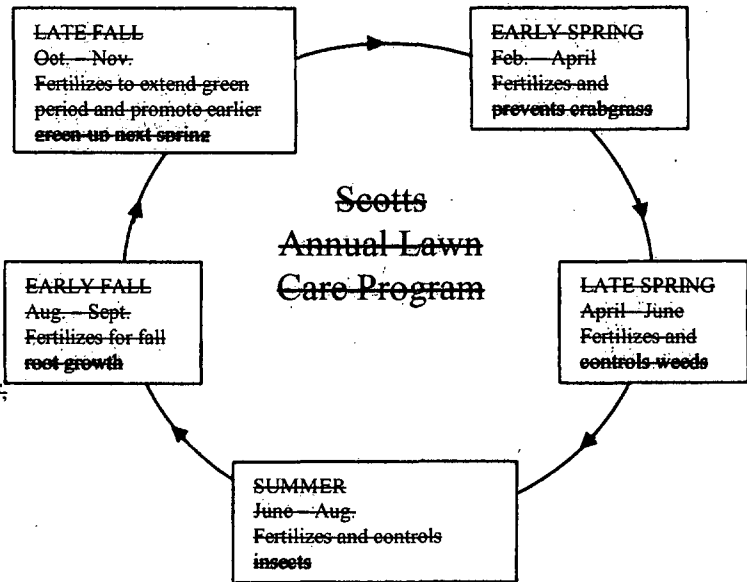 LATE FALL
Oct. – Nov.
Fertilizes to extend green
period and promote earlier
green-up next spring
EARLY SPRING
Feb. – April
Fertilizes and
prevents crabgrass
Scotts
Annual Lawn
Care Program
EARLY FALL
Aug. – Sept.
Fertilizes for fall
root growth
LATE SPRING
April – June
Fertilizes and
controls weeds
SUMMER
June – Aug.
Fertilizes and controls
insects